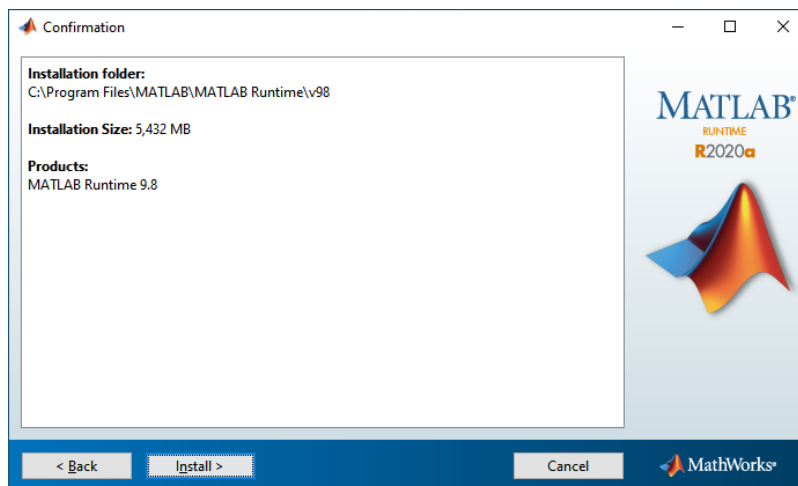 Confirmation
Installation folder:
C:\Program Files\MATLAB\MATLAB Runtime\v98
Installation Size: 5,432 MB
Products:
MATLAB Runtime 9.8
MATLAB®
RUNTIME
R2020a
< Back
Install >
Cancel
MathWorks®